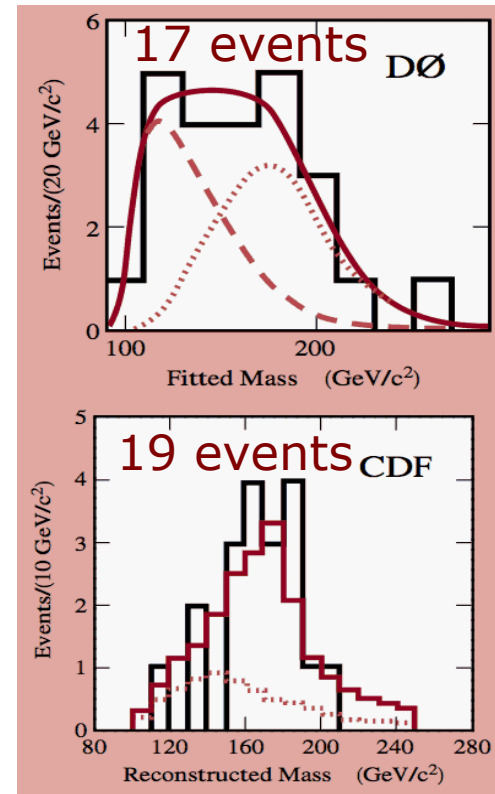 17 events
DØ
Events/(20 GeV/c²)
6
4
2
0
100
200
Fitted Mass (GeV/c²)
19 events
CDF
Events/(10 GeV/c²)
5
4
3
2
1
0
80
120
160
200
240
280
Reconstructed Mass (GeV/c²)